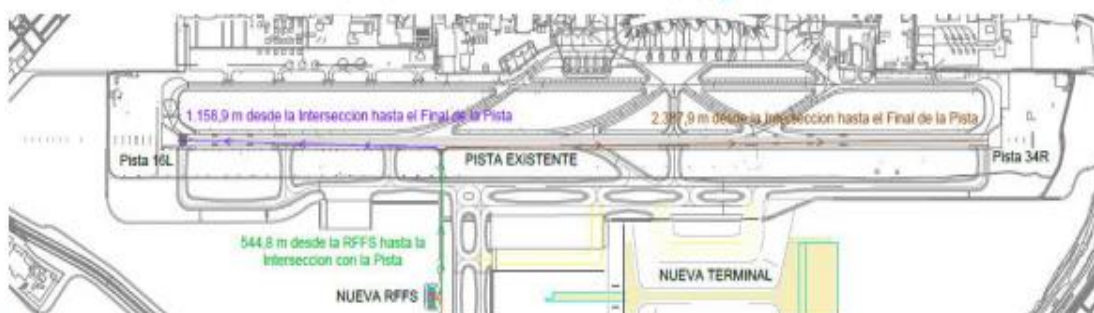 1.158,9 m desde la Interseccion hasta el Final de la Pista
2.387,9 m desde la Interseccion hasta el Final de la Pista
Pista 16L
PISTA EXISTENTE
Pista 34R
544,8 m desde la RFFS hasta la
Interseccion con la Pista
NUEVA TERMINAL
NUEVA RFFS